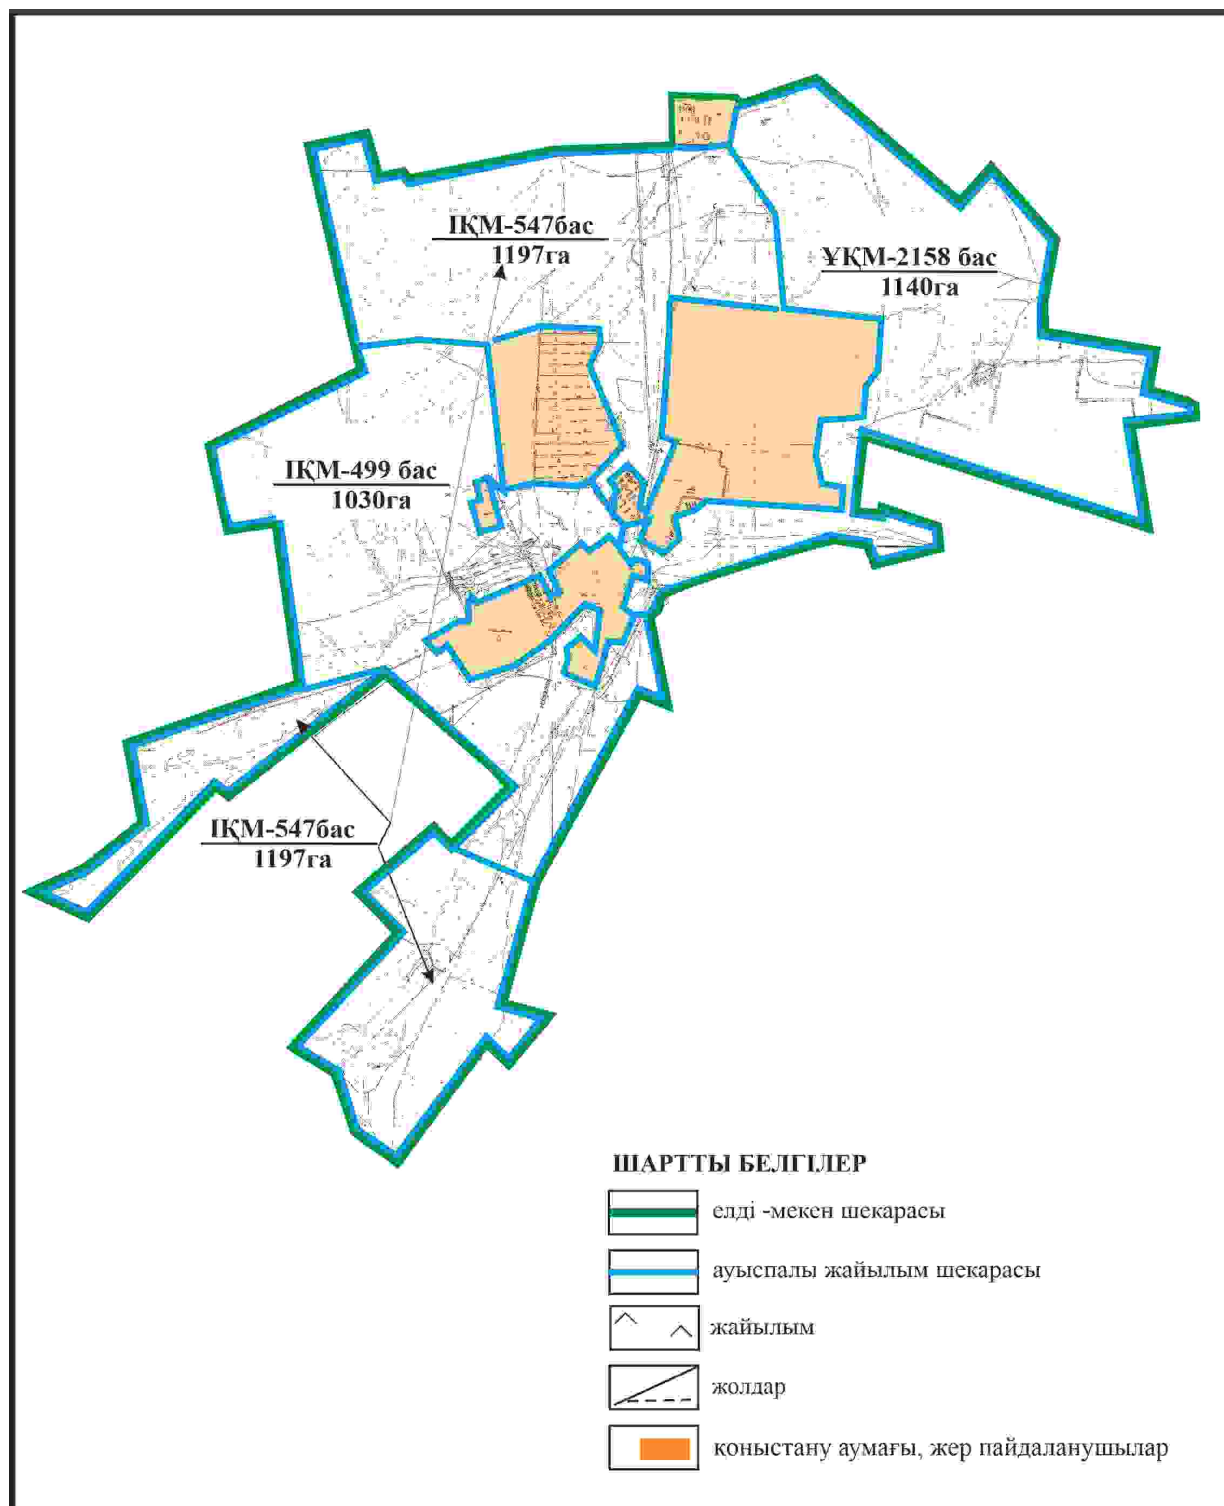 ІҚМ-547бас
1197га
ҰҚМ-2158 бас
1140га
ІҚМ-499 бас
1030га
ІҚМ-547бас
1197га
ШАРТТЫ БЕЛГІЛЕР
елді -мекен шекарасы
ауыспалы жайылым шекарасы
жайылым
жолдар
қоныстану аумағы, жер пайдаланушылар